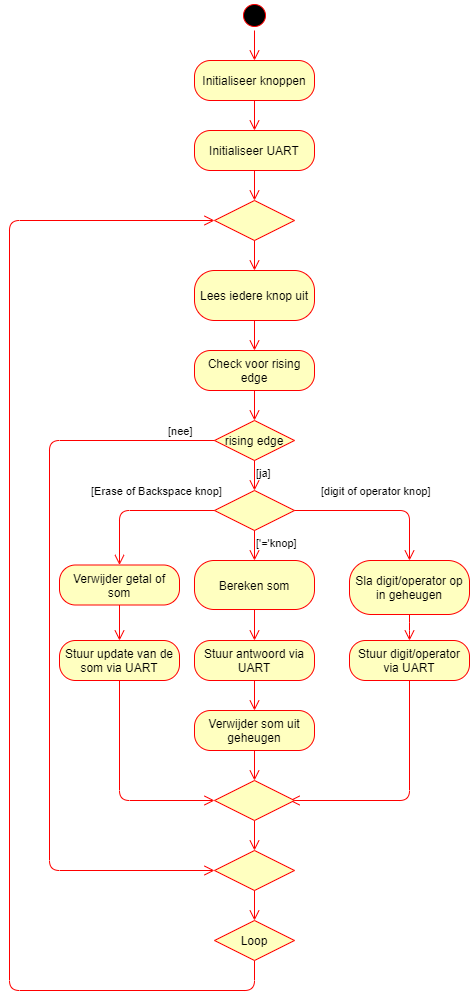 Initialiseer knoppen
Initialiseer UART
Lees iedere knop uit
Check voor rising
edge
rising edge
[nee]
[ja]
[Erase of Backspace knop]
[digit of operator knop]
['='knop]
Verwijder getal of
som
Bereken som
Sla digit/operator op
in geheugen
Stuur update van de
som via UART
Stuur antwoord via
UART
Stuur digit/operator
via UART
Verwijder som uit
geheugen
Loop